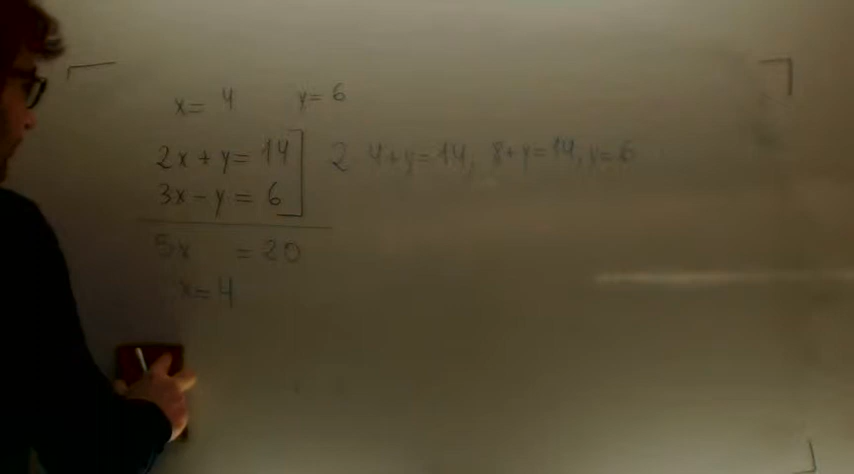 x = 4 y = 6
2x + y = 14 2 4 + y = 14, 8 + y = 14, y = 6
3x - y = 6
5x = 20
x = 4